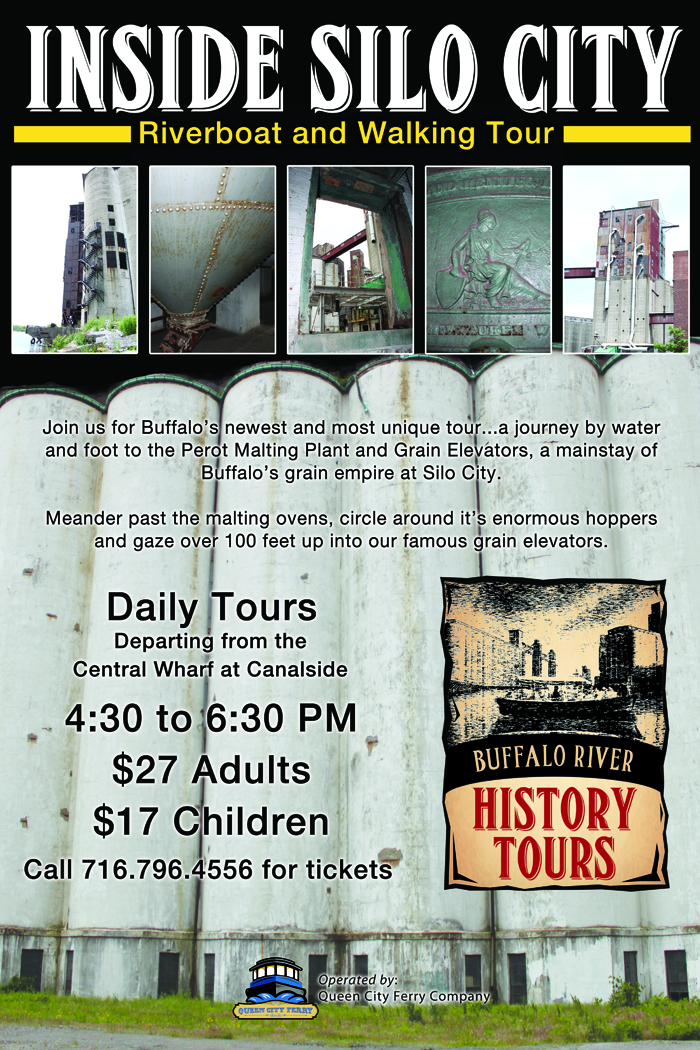 INSIDE SILO CITY
Riverboat and Walking Tour
Join us for Buffalo's newest and most unique tour...a journey by water
and foot to the Perot Malting Plant and Grain Elevators, a mainstay of
Buffalo's grain empire at Silo City.
Meander past the malting ovens, circle around it's enormous hoppers
and gaze over 100 feet up into our famous grain elevators.
Daily Tours
Departing from the
Central Wharf at Canalside
4:30 to 6:30 PM
$27 Adults
$17 Children
Call 716.796.4556 for tickets
BUFFALO RIVER
HISTORY
TOURS
Operated by:
Queen City Ferry Company
QUEEN CITY FERRY